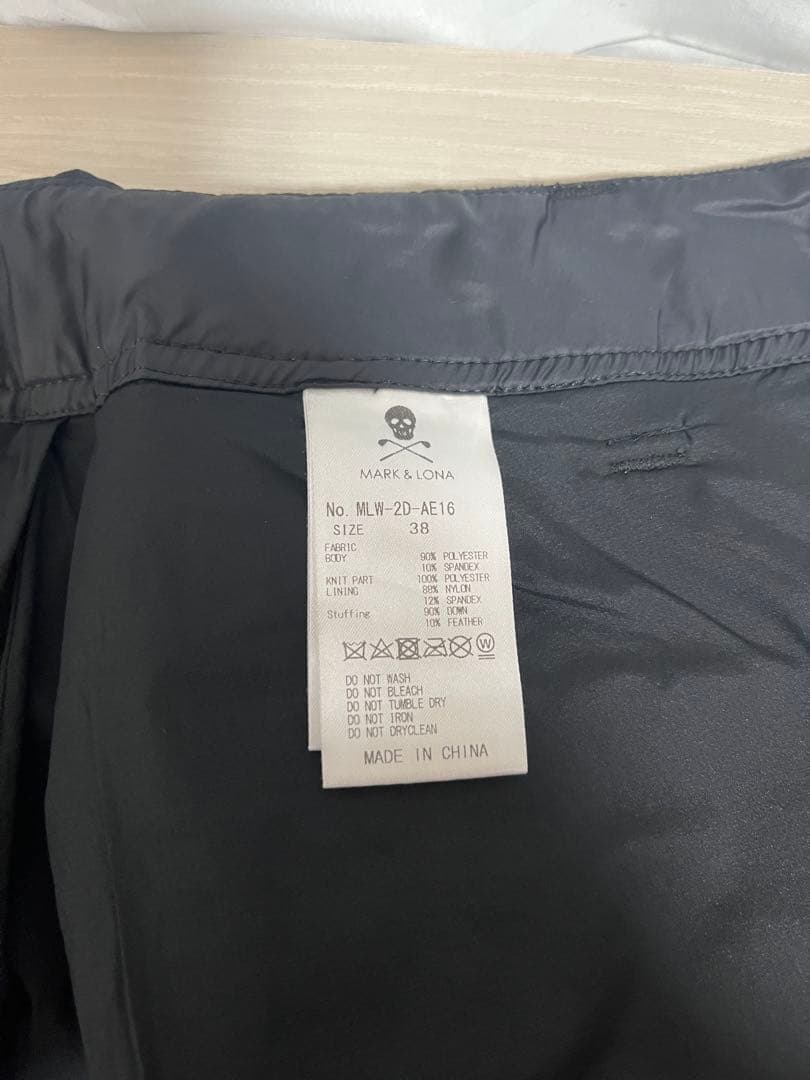 MARK & LONA
No. MLW-2D-AE16
SIZE 38
FABRIC
BODY 90% POLYESTER
10% SPANDEX
KNIT PART 100% POLYESTER
LINING 88% NYLON
12% SPANDEX
Stuffing 90% DOWN
10% FEATHER
W
DO NOT WASH
DO NOT BLEACH
DO NOT TUMBLE DRY
DO NOT IRON
DO NOT DRYCLEAN
MADE IN CHINA